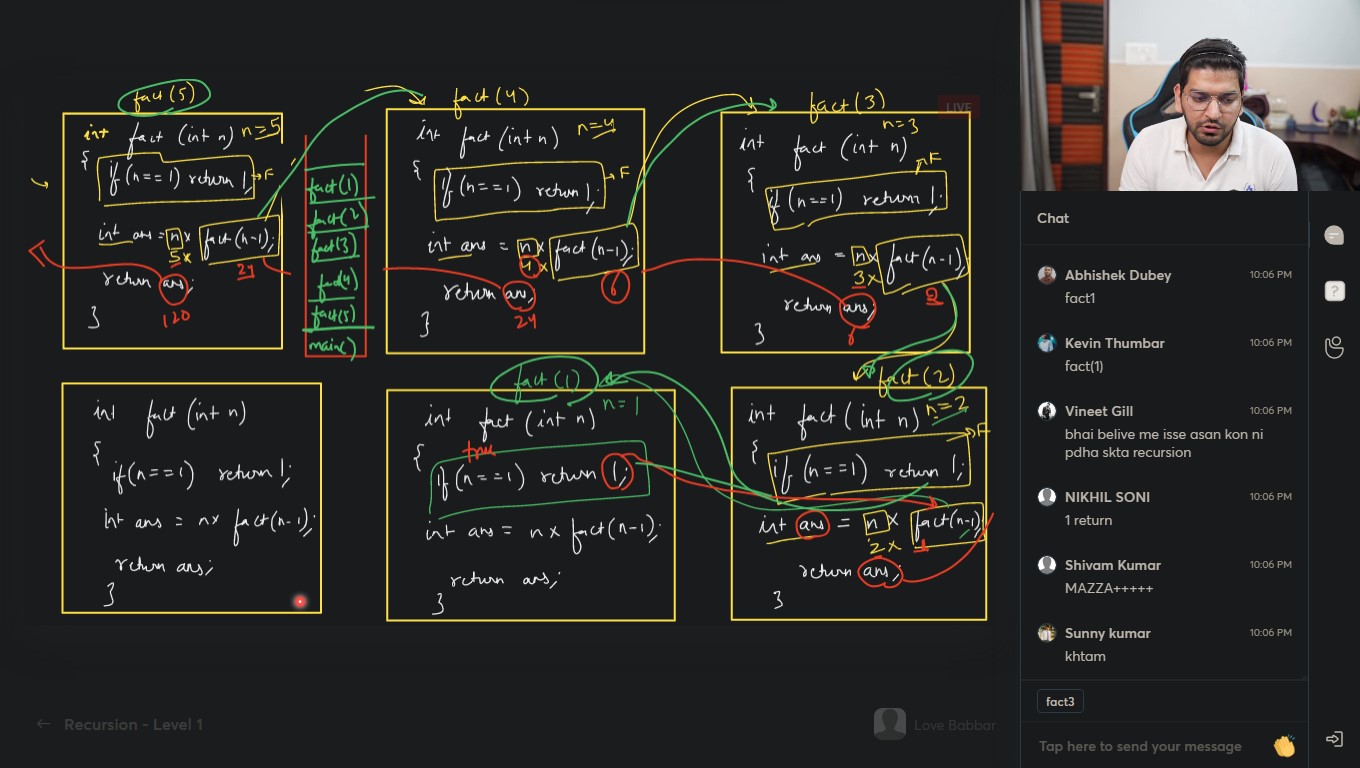 fact(5)
int fact (int n) n=5
{
if(n==1) return 1; →F
int ans = n x fact(n-1);
5x 24
return ans;
120
}
fact(1)
fact(2)
fact(3)
fact(4)
fact(5)
main()
fact(4)
int fact (int n) n=4
{
if(n==1) return 1; →F
int ans = n x fact(n-1);
4x 6
return ans;
24
}
fact(3)
LIVE
n=3
int fact (int n)
{ →F
if(n==1) return 1;
int ans = n x fact(n-1);
3x 2
return ans;
6
}
int fact (int n)
{
if(n==1) return 1;
int ans = n x fact(n-1);
return ans;
}
fact(1)
n=1
int fact (int n)
{ true
if(n==1) return 1;
int ans = n x fact(n-1);
return ans;
}
fact(2)
n=2
int fact (int n)
{ →F
if(n==1) return 1;
int ans = n x fact(n-1);
2x 1
return ans;
}
← Recursion - Level 1
Love Babbar
Chat
Abhishek Dubey 10:06 PM
fact1
Kevin Thumbar 10:06 PM
fact(1)
Vineet Gill 10:06 PM
bhai belive me isse asan kon ni
pdha skta recursion
NIKHIL SONI 10:06 PM
1 return
Shivam Kumar 10:06 PM
MAZZA+++++
Sunny kumar 10:06 PM
khtam
fact3
Tap here to send your message